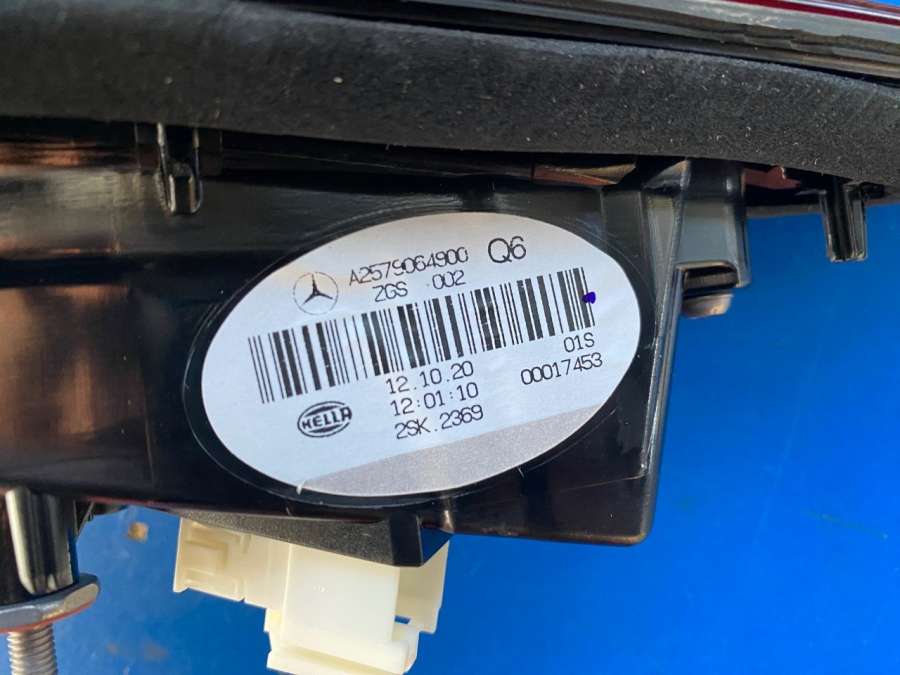 A2579064900 Q6
ZGS 002
01S
12.10.20
00017453
12:01:10
HELLA
2SK.2369